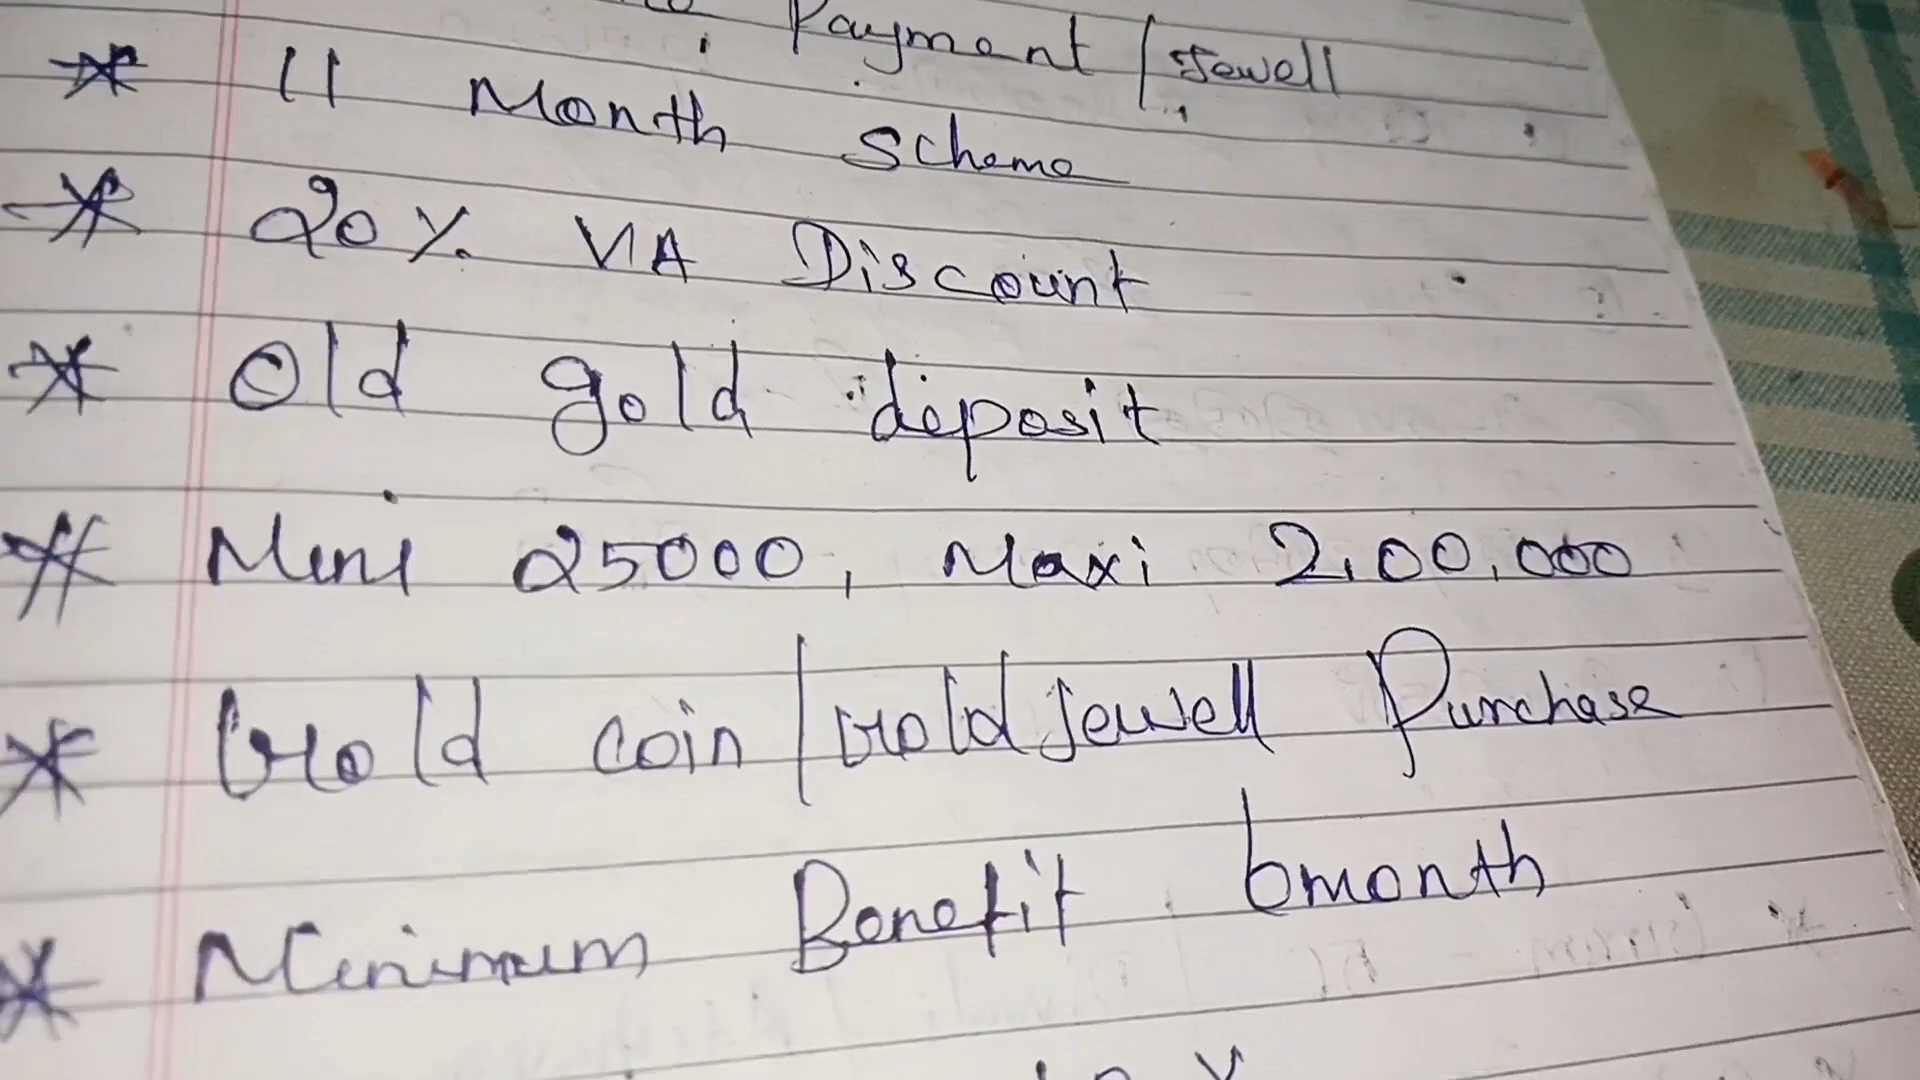 Payment / Jewell
* 11 Month Scheme
* 20% VA Discount
* Old gold deposit
* Mini 25000, Maxi 2,00,000
* Gold coin / Gold Jewell Purchase
* Minimum Benefit 6month